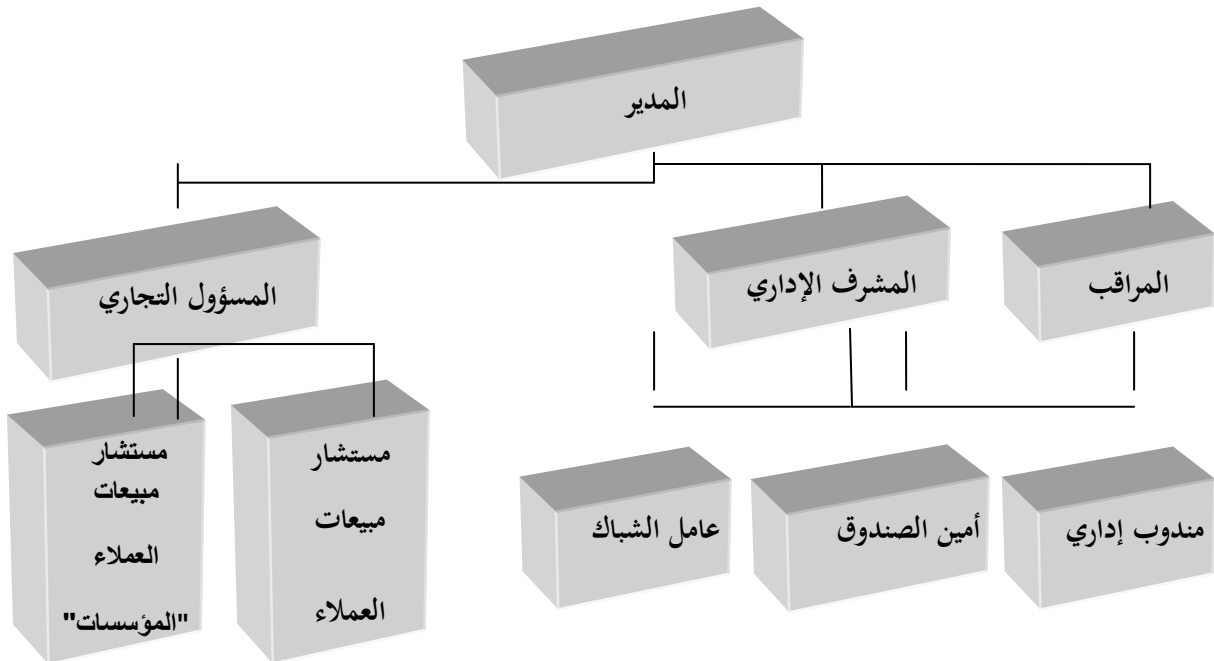 المدير
المراقب
المشرف الإداري
المسؤول التجاري
مندوب إداري
أمين الصندوق
عامل الشباك
مستشار
مبيعات
العملاء
مستشار
مبيعات
العملاء
"المؤسسات"